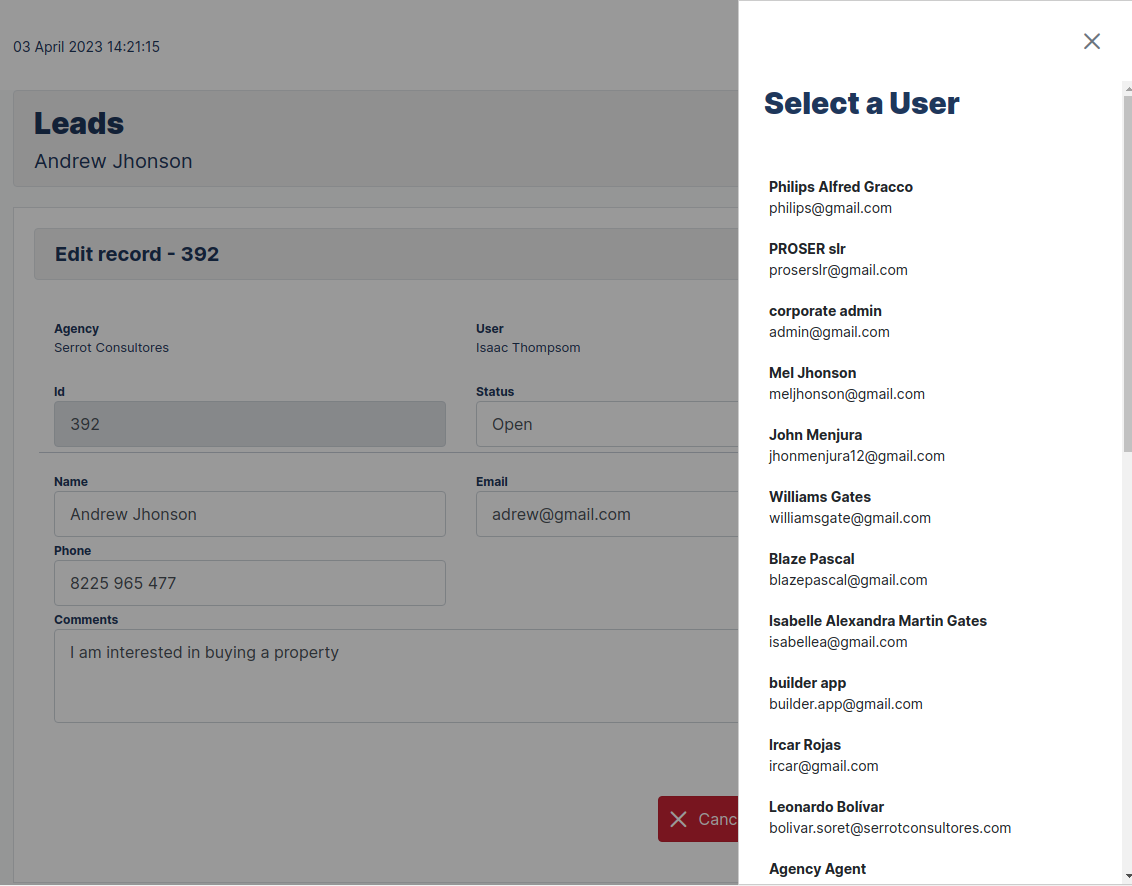 03 April 2023 14:21:15
Leads
Andrew Jhonson
Edit record - 392
Agency
Serrot Consultores
User
Isaac Thompsom
Id
392
Status
Open
Name
Andrew Jhonson
Email
adrew@gmail.com
Phone
8225 965 477
Comments
I am interested in buying a property
Canc
Select a User
Philips Alfred Gracco
philips@gmail.com
PROSER slr
proserslr@gmail.com
corporate admin
admin@gmail.com
Mel Jhonson
meljhonson@gmail.com
John Menjura
jhonmenjura12@gmail.com
Williams Gates
williamsgate@gmail.com
Blaze Pascal
blazepascal@gmail.com
Isabelle Alexandra Martin Gates
isabellea@gmail.com
builder app
builder.app@gmail.com
Ircar Rojas
ircar@gmail.com
Leonardo Bolívar
bolivar.soret@serrotconsultores.com
Agency Agent